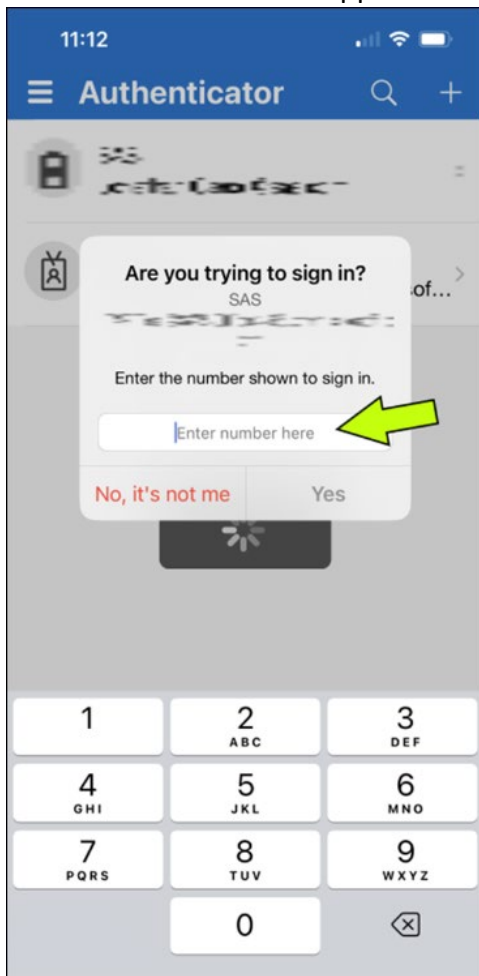 11:12
Authenticator
Are you trying to sign in?
SAS
of...
Enter the number shown to sign in.
Enter number here
No, it's not me
Yes
1
2
ABC
3
DEF
4
GHI
5
JKL
6
MNO
7
PQRS
8
TUV
9
WXYZ
0